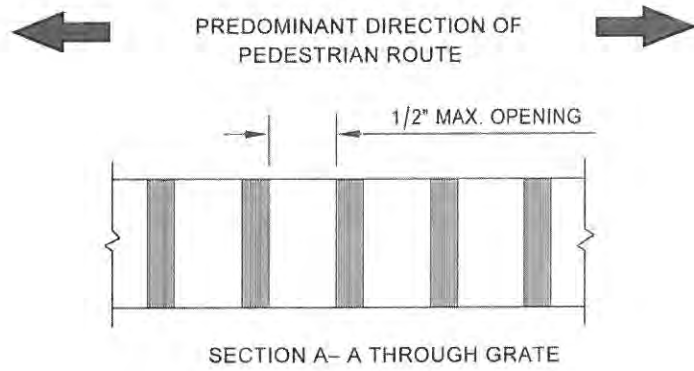 PREDOMINANT DIRECTION OF
PEDESTRIAN ROUTE
1/2" MAX. OPENING
SECTION A– A THROUGH GRATE